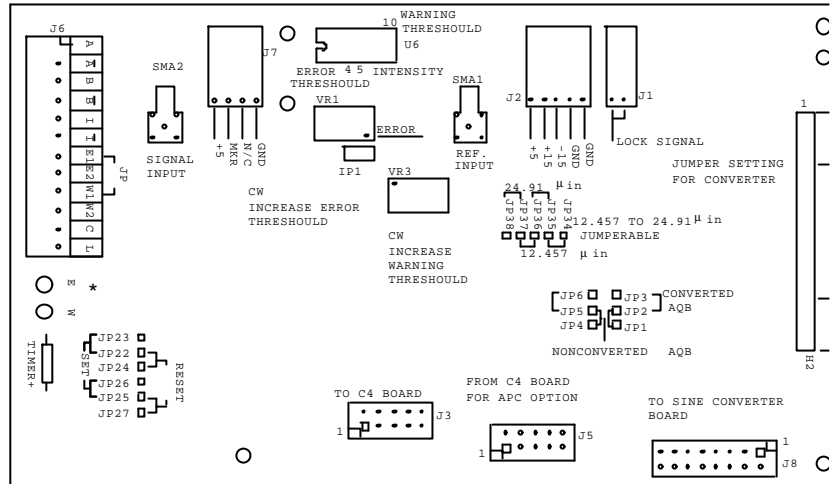 J6
A
A
B
B
I
I
E1
E2
W1
W2
C
L
JP
SMA2
SIGNAL
INPUT
J7
+5
MKR
N/C
GND
10
WARNING
THRESHOULD
U6
ERROR 4 5 INTENSITY
THRESHOULD
VR1
ERROR
IP1
CW
INCREASE ERROR
THRESHOULD
VR3
CW
INCREASE
WARNING
THRESHOULD
SMA1
REF.
INPUT
J2
+5
+15
-15
GND
GND
J1
LOCK SIGNAL
1
JUMPER SETTING
FOR CONVERTER
24.91 μ in
JP38
JP37
JP36
JP35
JP34
12.457 TO 24.91 μ in
JUMPERABLE
12.457 μ in
JP6
JP5
JP4
JP3
JP2
JP1
CONVERTED
AQB
NONCONVERTED AQB
H2
E *
W
TIMER+
JP23
JP22
JP24
JP26
JP25
JP27
SET
RESET
TO C4 BOARD
1
J3
FROM C4 BOARD
FOR APC OPTION
1
J5
TO SINE CONVERTER
BOARD
1
J8